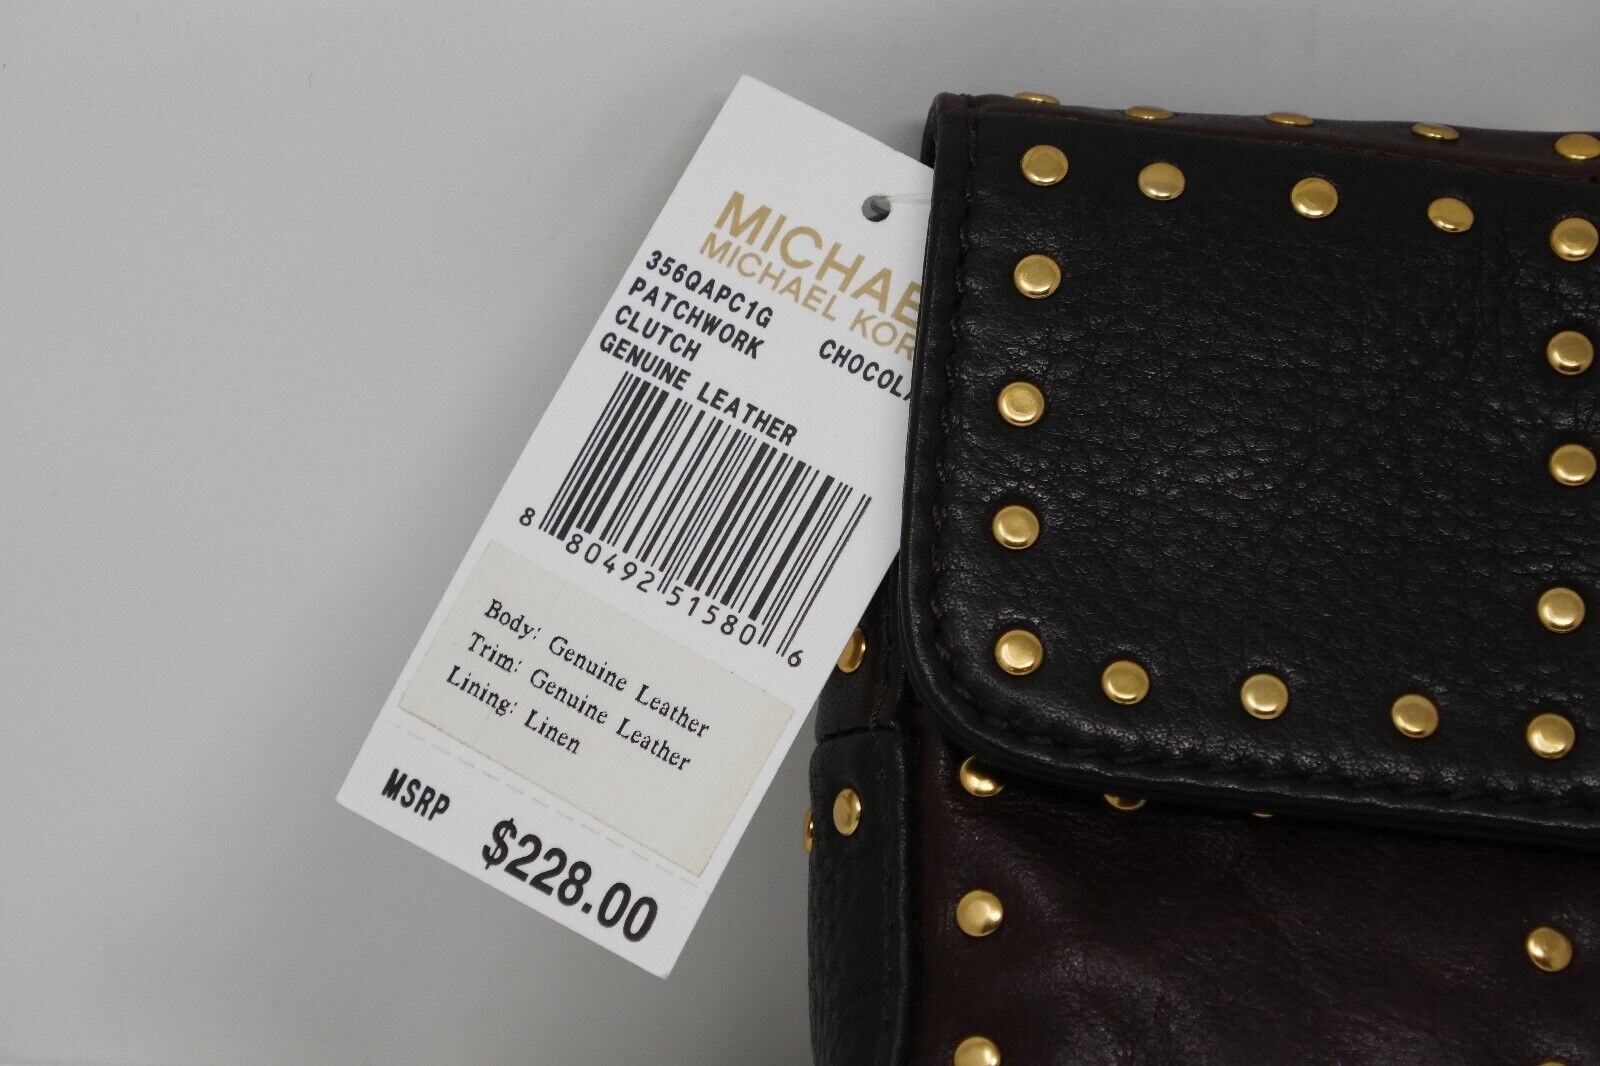 MICHAE
MICHAEL KOR
356QAPC1G
PATCHWORK CHOCOLA
CLUTCH
GENUINE LEATHER
8 80492 51580 6
Body: Genuine Leather
Trim: Genuine Leather
Lining: Linen
MSRP $228.00